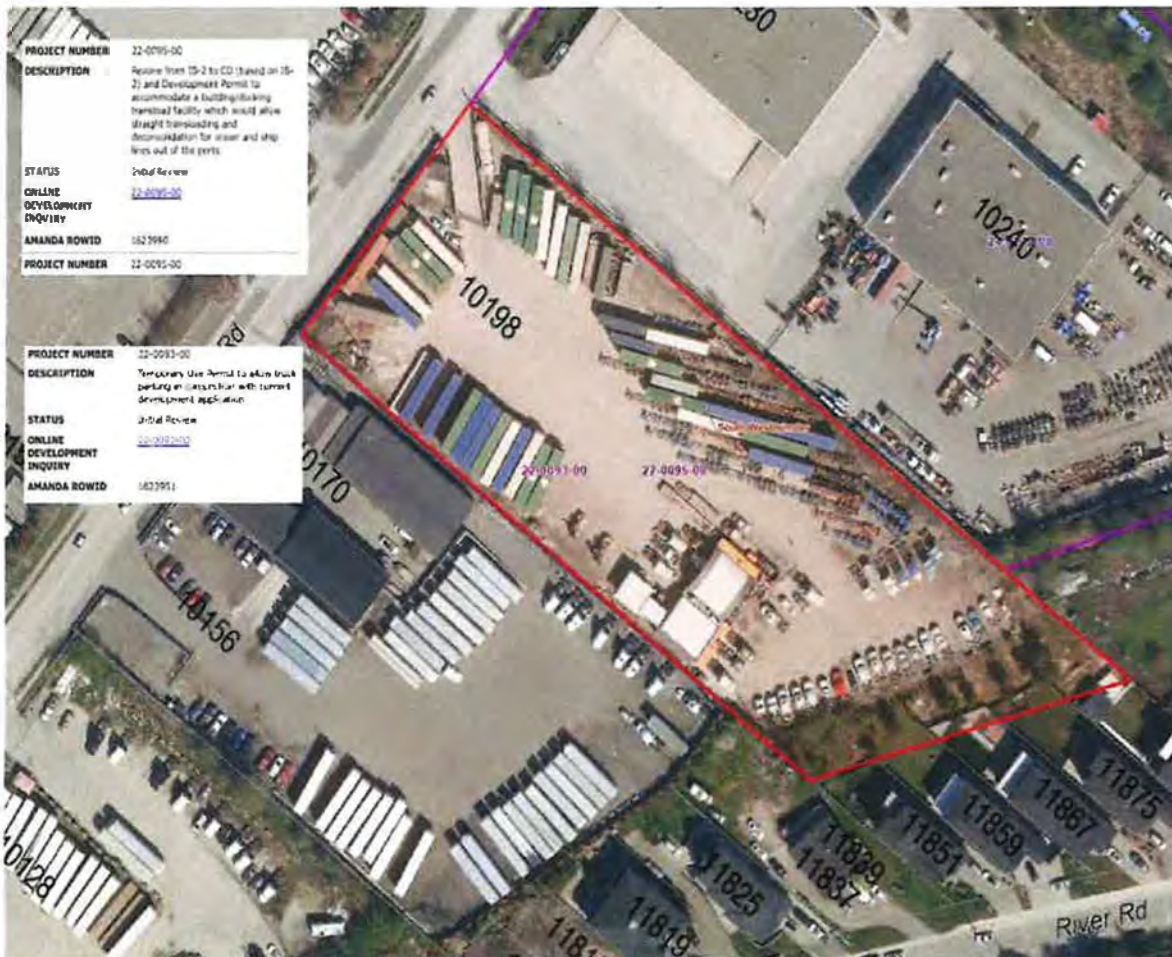 PROJECT NUMBER 22-0095-00
DESCRIPTION Rezone from IB-2 to CD (based on IB-
2) and Development Permit to
accommodate a building/docking
transload facility which would allow
straight transloading and
deconsolidation for and ship
lines out of the ports
STATUS Initial Review
ONLINE 22-0095-00
DEVELOPMENT
INQUIRY
AMANDA ROWID
PROJECT NUMBER 22-0095-00
PROJECT NUMBER 22-0093-00
DESCRIPTION Temporary Use Permit to allow truck
parking in conjunction with current
development application
STATUS Initial Review
ONLINE 22-0093-00
DEVELOPMENT
INQUIRY
AMANDA ROWID
Rd
10198
10240
10170
10156
10128
22-0093-00
22-0095-00
11875
11867
11859
11851
11839
11837
11825
11819
River Rd